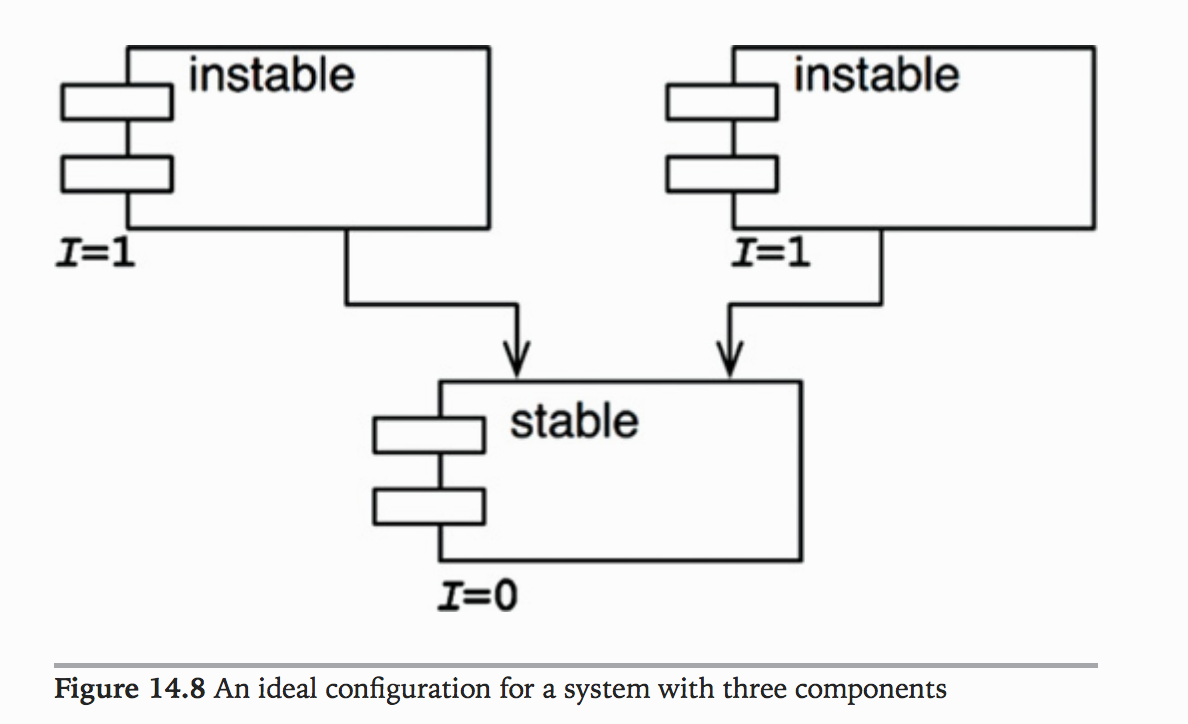 instable
instable
I=1
I=1
stable
I=0
Figure 14.8 An ideal configuration for a system with three components